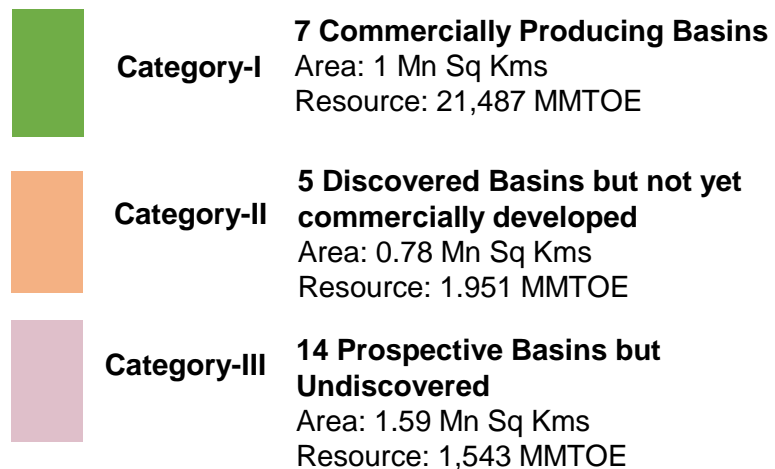 Category-I
7 Commercially Producing Basins
Area: 1 Mn Sq Kms
Resource: 21,487 MMTOE
Category-II
5 Discovered Basins but not yet
commercially developed
Area: 0.78 Mn Sq Kms
Resource: 1.951 MMTOE
Category-III
14 Prospective Basins but
Undiscovered
Area: 1.59 Mn Sq Kms
Resource: 1,543 MMTOE